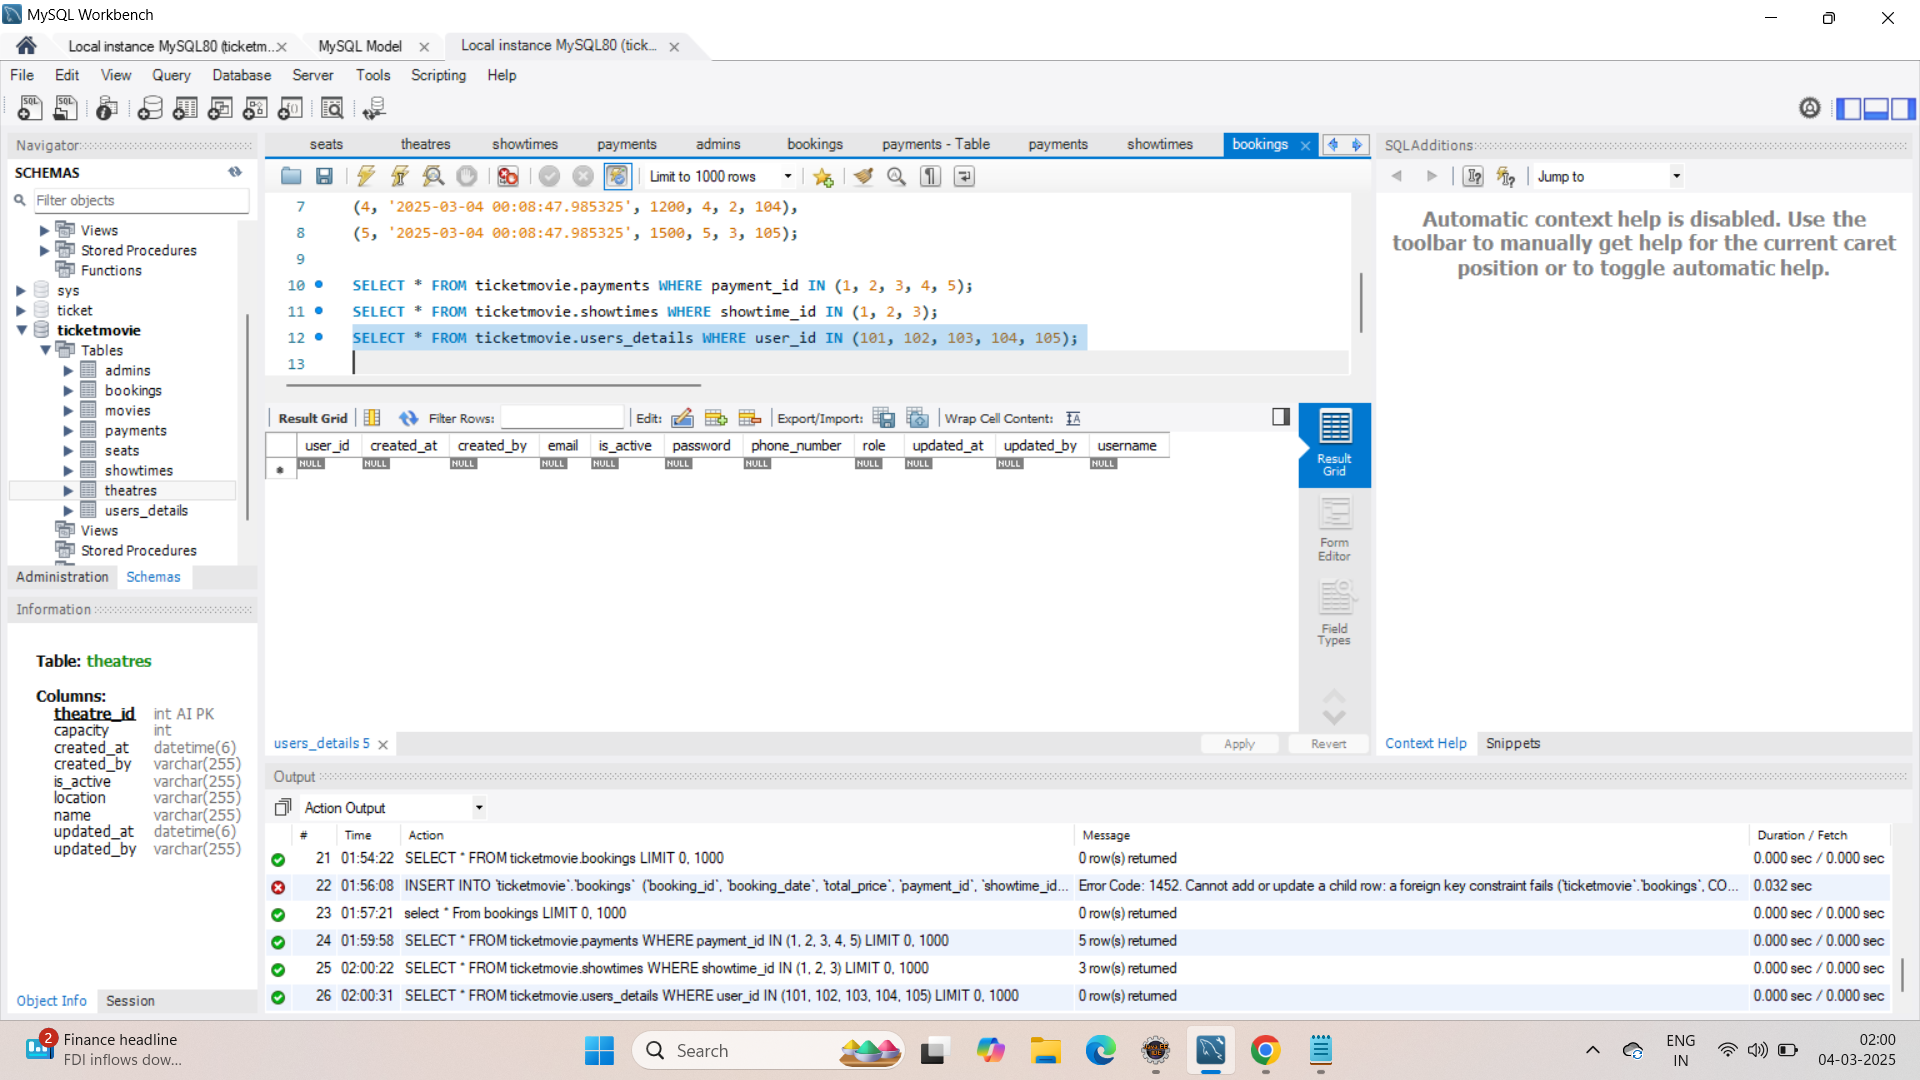 MySQL Workbench
Local instance MySQL80 (ticketm...
MySQL Model
Local instance MySQL80 (tick...
File Edit View Query Database Server Tools Scripting Help
Navigator
SCHEMAS
Filter objects
Views
Stored Procedures
Functions
sys
ticket
ticketmovie
Tables
admins
bookings
movies
payments
seats
showtimes
theatres
users_details
Views
Stored Procedures
Administration Schemas
Information
Table: theatres
Columns:
theatre_id int AI PK
capacity int
created_at datetime(6)
created_by varchar(255)
is_active varchar(255)
location varchar(255)
name varchar(255)
updated_at datetime(6)
updated_by varchar(255)
Object Info Session
seats theatres showtimes payments admins bookings payments - Table payments showtimes bookings
Limit to 1000 rows
7 (4, '2025-03-04 00:08:47.985325', 1200, 4, 2, 104),
8 (5, '2025-03-04 00:08:47.985325', 1500, 5, 3, 105);
9
10 SELECT * FROM ticketmovie.payments WHERE payment_id IN (1, 2, 3, 4, 5);
11 SELECT * FROM ticketmovie.showtimes WHERE showtime_id IN (1, 2, 3);
12 SELECT * FROM ticketmovie.users_details WHERE user_id IN (101, 102, 103, 104, 105);
13
Result Grid Filter Rows: Edit: Export/Import: Wrap Cell Content:
user_id created_at created_by email is_active password phone_number role updated_at updated_by username
NULL NULL NULL NULL NULL NULL NULL NULL NULL NULL NULL
Result
Grid
Form
Editor
Field
Types
users_details 5
Apply Revert
SQLAdditions
Jump to
Automatic context help is disabled. Use the
toolbar to manually get help for the current caret
position or to toggle automatic help.
Context Help Snippets
Output
Action Output
# Time Action Message Duration / Fetch
21 01:54:22 SELECT * FROM ticketmovie.bookings LIMIT 0, 1000 0 row(s) returned 0.000 sec / 0.000 sec
22 01:56:08 INSERT INTO `ticketmovie`.`bookings` (`booking_id`, `booking_date`, `total_price`, `payment_id`, `showtime_id... Error Code: 1452. Cannot add or update a child row: a foreign key constraint fails (`ticketmovie`.`bookings`, CO... 0.032 sec
23 01:57:21 select * From bookings LIMIT 0, 1000 0 row(s) returned 0.000 sec / 0.000 sec
24 01:59:58 SELECT * FROM ticketmovie.payments WHERE payment_id IN (1, 2, 3, 4, 5) LIMIT 0, 1000 5 row(s) returned 0.000 sec / 0.000 sec
25 02:00:22 SELECT * FROM ticketmovie.showtimes WHERE showtime_id IN (1, 2, 3) LIMIT 0, 1000 3 row(s) returned 0.000 sec / 0.000 sec
26 02:00:31 SELECT * FROM ticketmovie.users_details WHERE user_id IN (101, 102, 103, 104, 105) LIMIT 0, 1000 0 row(s) returned 0.000 sec / 0.000 sec
2
Finance headline
FDI inflows dow...
Search
ENG
IN
02:00
04-03-2025